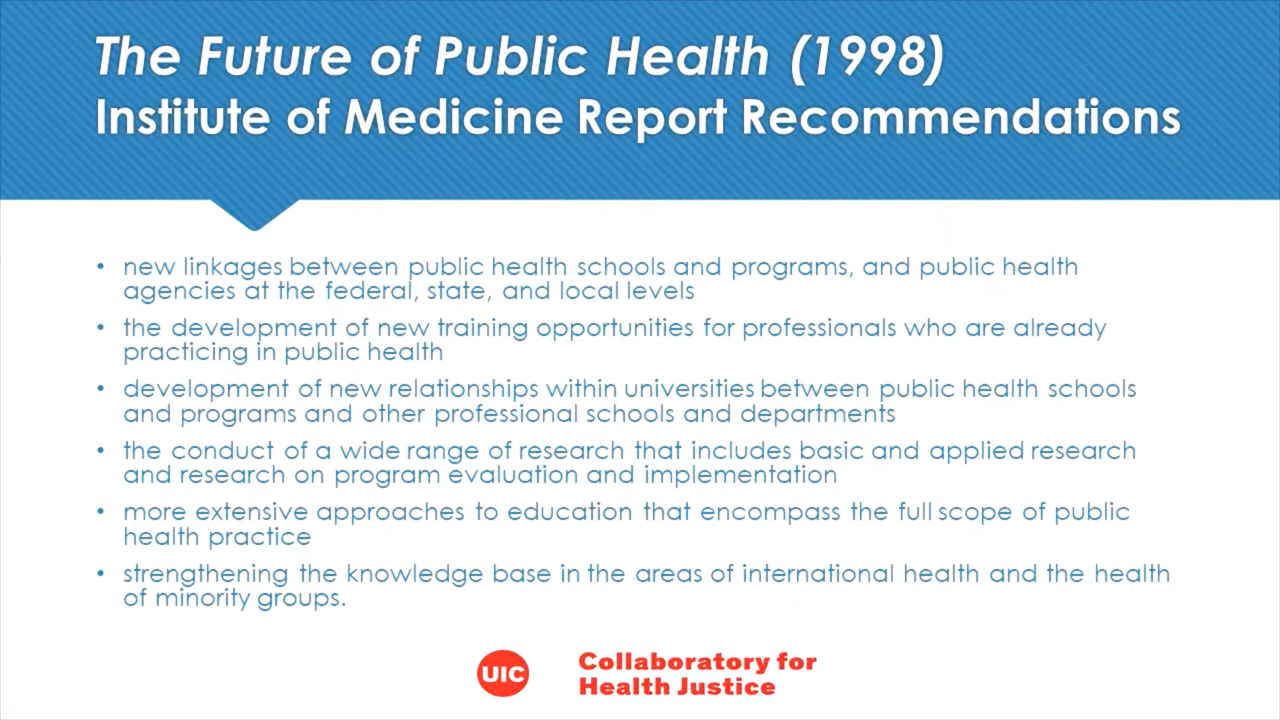 The Future of Public Health (1998)
Institute of Medicine Report Recommendations
• new linkages between public health schools and programs, and public health
agencies at the federal, state, and local levels
• the development of new training opportunities for professionals who are already
practicing in public health
• development of new relationships within universities between public health schools
and programs and other professional schools and departments
• the conduct of a wide range of research that includes basic and applied research
and research on program evaluation and implementation
• more extensive approaches to education that encompass the full scope of public
health practice
• strengthening the knowledge base in the areas of international health and the health
of minority groups.
UIC
Collaboratory for
Health Justice